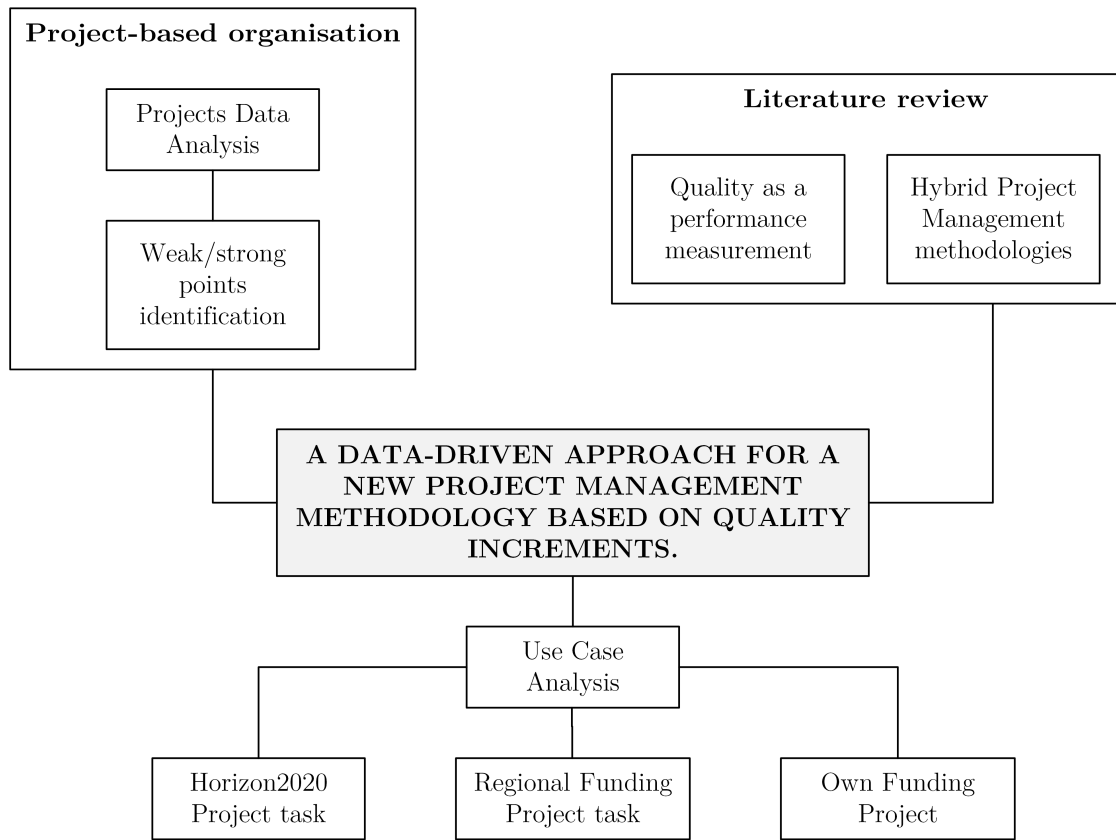 Project-based organisation
Projects Data
Analysis
Weak/strong
points
identification
Literature review
Quality as a
performance
measurement
Hybrid Project
Management
methodologies
A DATA-DRIVEN APPROACH FOR A
NEW PROJECT MANAGEMENT
METHODOLOGY BASED ON QUALITY
INCREMENTS.
Use Case
Analysis
Horizon2020
Project task
Regional Funding
Project task
Own Funding
Project